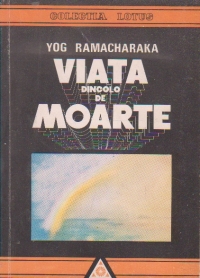 COLECTIA LOTUS
YOG RAMACHARAKA
VIATA
DINCOLO
DE
MOARTE